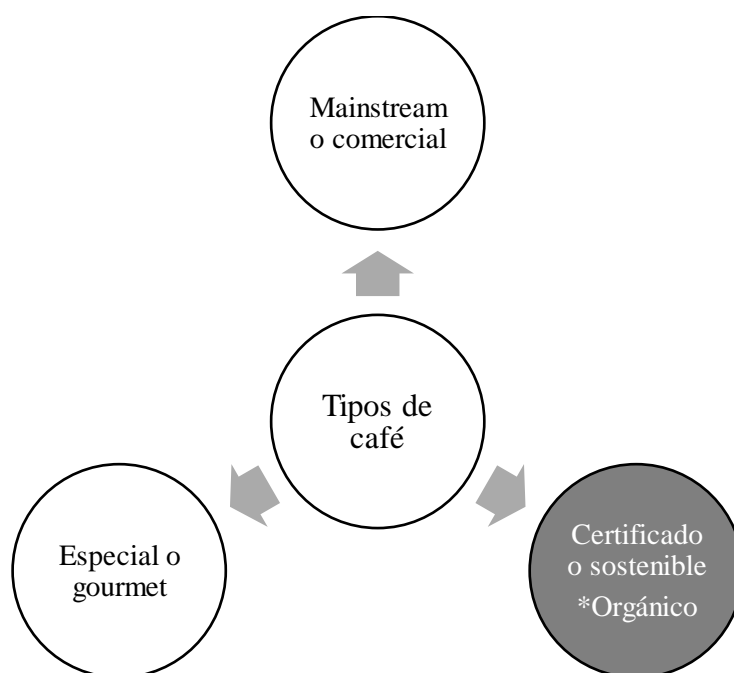 Mainstream
o comercial
Tipos de
café
Especial o
gourmet
Certificado
o sostenible
*Orgánico